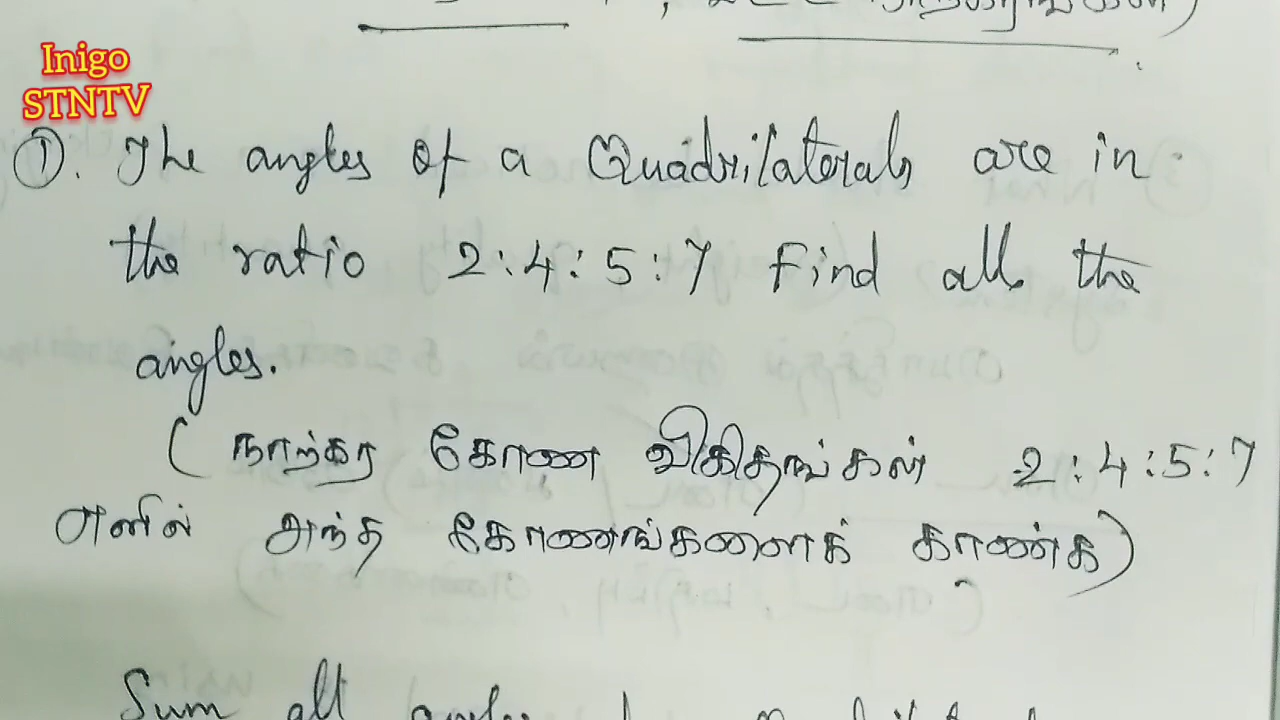 Inigo
STNTV
①. The angles of a Quadrilaterals are in
the ratio 2:4:5:7 Find all the
angles.
( நாற்கர கோண விகிதங்கள் 2:4:5:7
எனில் அந்த கோணங்களைக் காண்க)
Sum all